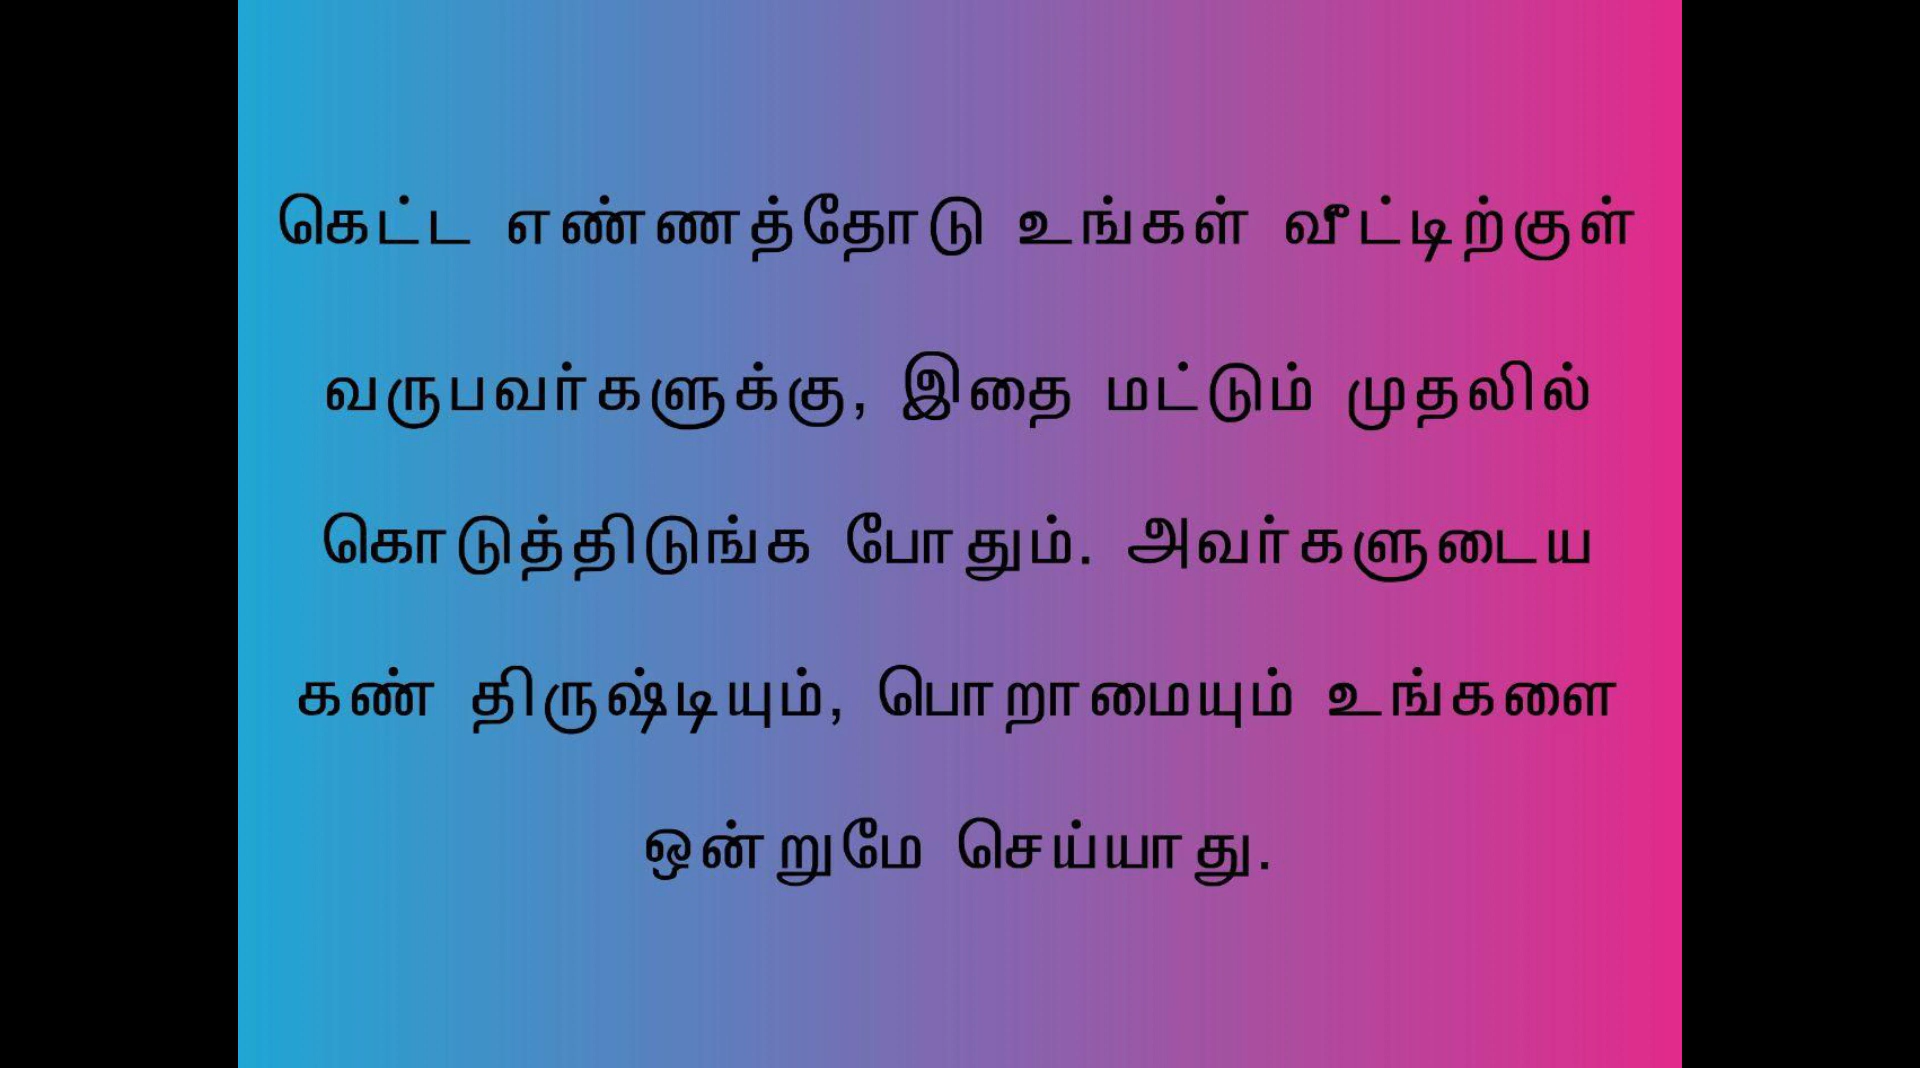 கெட்ட எண்ணத்தோடு உங்கள் வீட்டிற்குள்
வருபவர்களுக்கு, இதை மட்டும் முதலில்
கொடுத்திடுங்க போதும். அவர்களுடைய
கண் திருஷ்டியும், பொறாமையும் உங்களை
ஒன்றுமே செய்யாது.